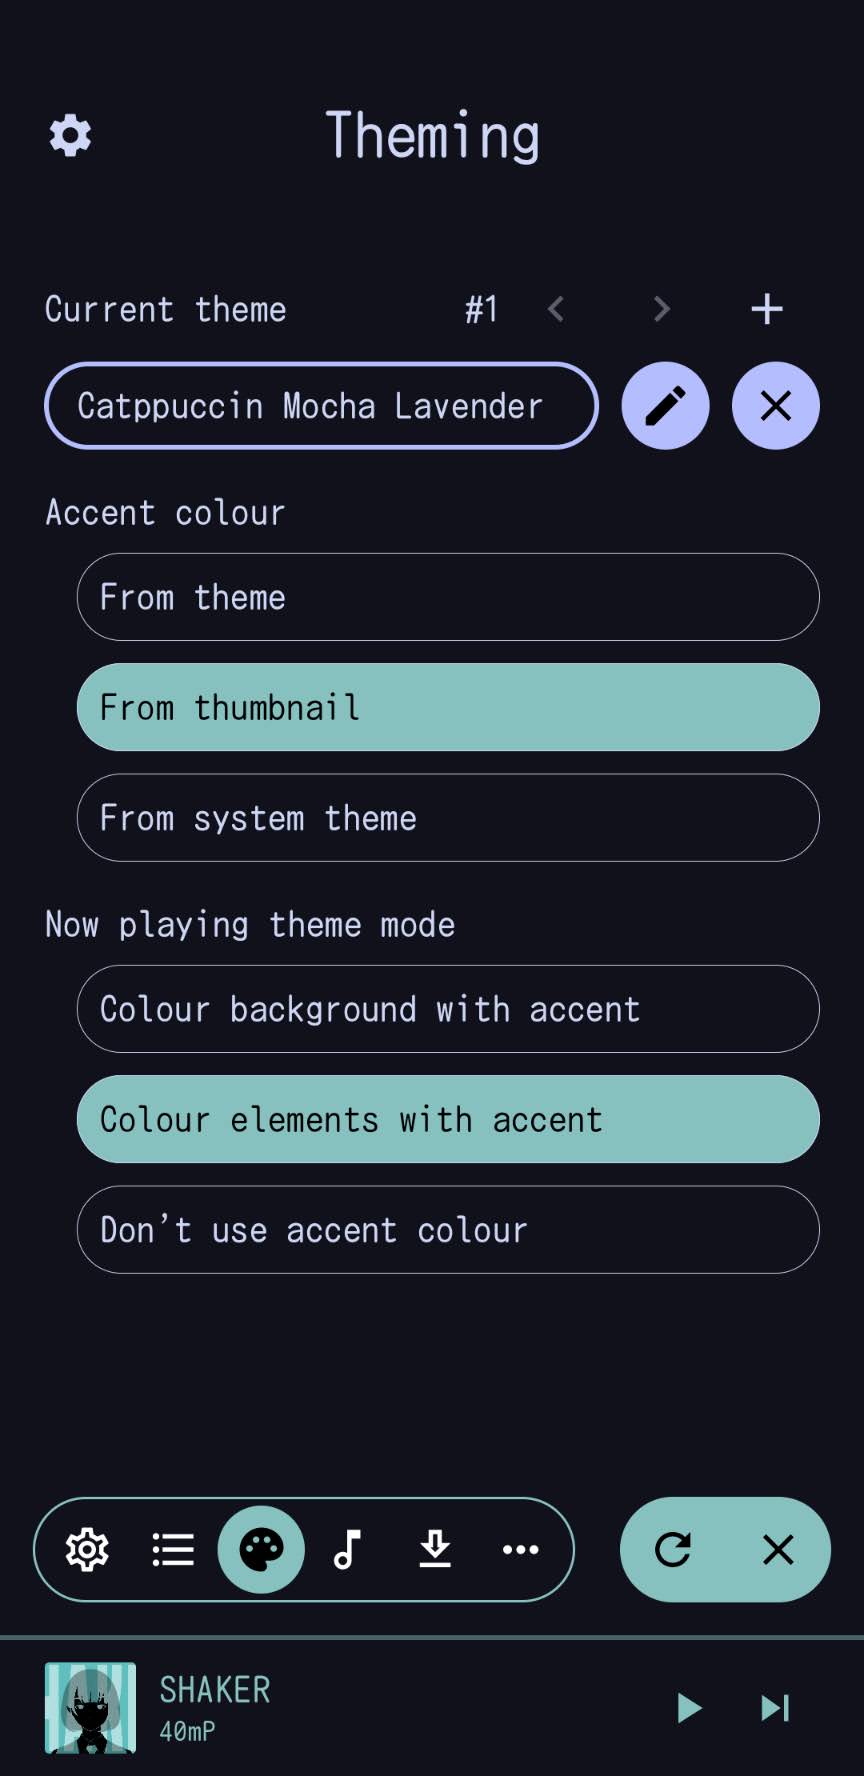 Theming
Current theme #1
Catppuccin Mocha Lavender
Accent colour
From theme
From thumbnail
From system theme
Now playing theme mode
Colour background with accent
Colour elements with accent
Don’t use accent colour
SHAKER
40mP